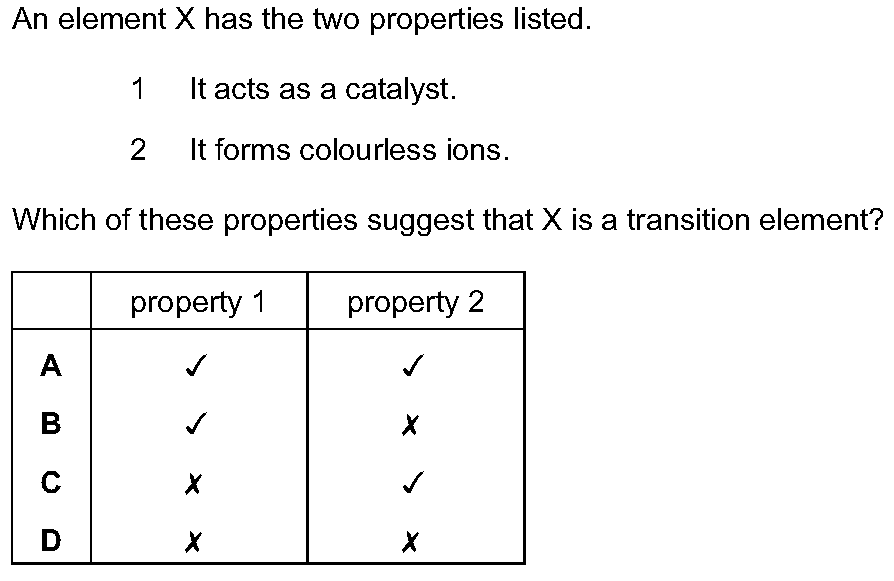 An element X has the two properties listed.
1 It acts as a catalyst.
2 It forms colourless ions.
Which of these properties suggest that X is a transition element?
property 1 property 2
A ✓ ✓
B ✓ ✗
C ✗ ✓
D ✗ ✗